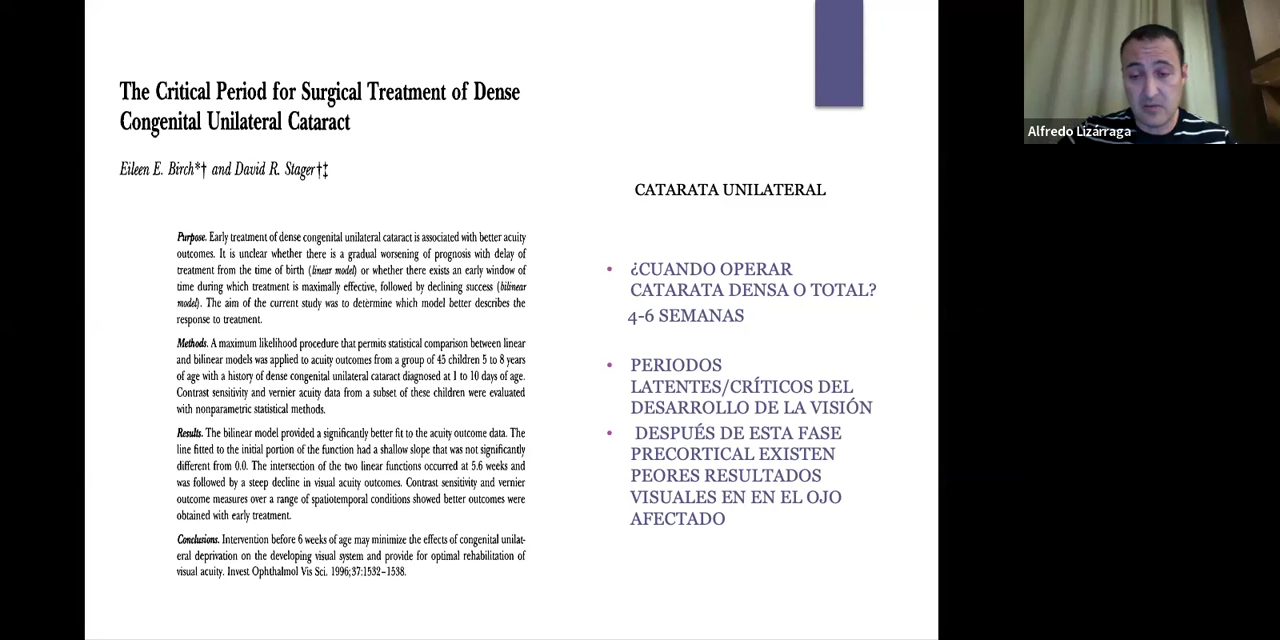 The Critical Period for Surgical Treatment of Dense
Congenital Unilateral Cataract
Eileen E. Birch*† and David R. Stager†‡
Purpose. Early treatment of dense congenital unilateral cataract is associated with better acuity
outcomes. It is unclear whether there is a gradual worsening of prognosis with delay of
treatment from the time of birth (linear model) or whether there exists an early window of
time during which treatment is maximally effective, followed by declining success (bilinear
model). The aim of the current study was to determine which model better describes the
response to treatment.
Methods. A maximum likelihood procedure that permits statistical comparison between linear
and bilinear models was applied to acuity outcomes from a group of 45 children 5 to 8 years
of age with a history of dense congenital unilateral cataract diagnosed at 1 to 10 days of age.
Contrast sensitivity and vernier acuity data from a subset of these children were evaluated
with nonparametric statistical methods.
Results. The bilinear model provided a significantly better fit to the acuity outcome data. The
line fitted to the initial portion of the function had a shallow slope that was not significantly
different from 0.0. The intersection of the two linear functions occurred at 5.6 weeks and
was followed by a steep decline in visual acuity outcomes. Contrast sensitivity and vernier
outcome measures over a range of spatiotemporal conditions showed better outcomes were
obtained with early treatment.
Conclusions. Intervention before 6 weeks of age may minimize the effects of congenital unilat-
eral deprivation on the developing visual system and provide for optimal rehabilitation of
visual acuity. Invest Ophthalmol Vis Sci. 1996;37:1532–1538.
CATARATA UNILATERAL
• ¿CUANDO OPERAR
CATARATA DENSA O TOTAL?
4-6 SEMANAS
• PERIODOS
LATENTES/CRÍTICOS DEL
DESARROLLO DE LA VISIÓN
• DESPUÉS DE ESTA FASE
PRECORTICAL EXISTEN
PEORES RESULTADOS
VISUALES EN EN EL OJO
AFECTADO
Alfredo Lizárraga